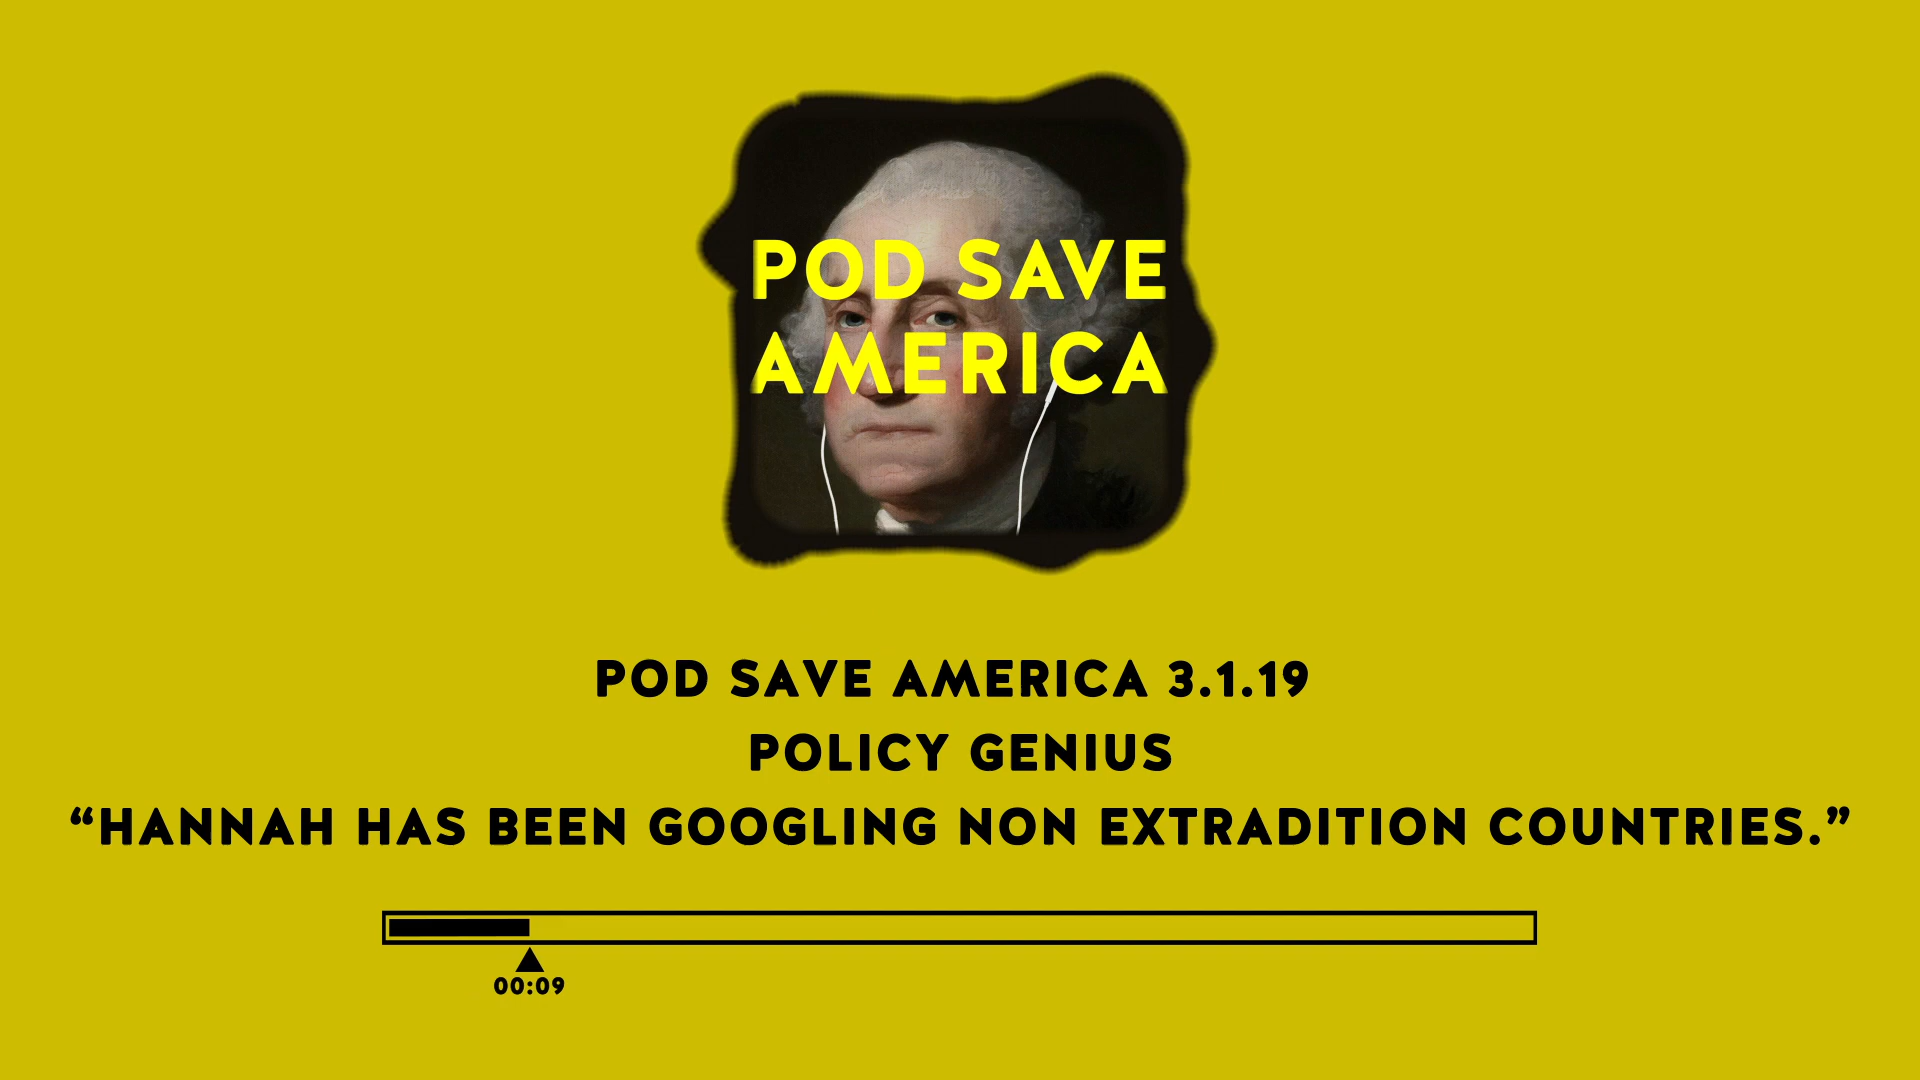 POD SAVE
AMERICA
POD SAVE AMERICA 3.1.19
POLICY GENIUS
“HANNAH HAS BEEN GOOGLING NON EXTRADITION COUNTRIES.”
00:09